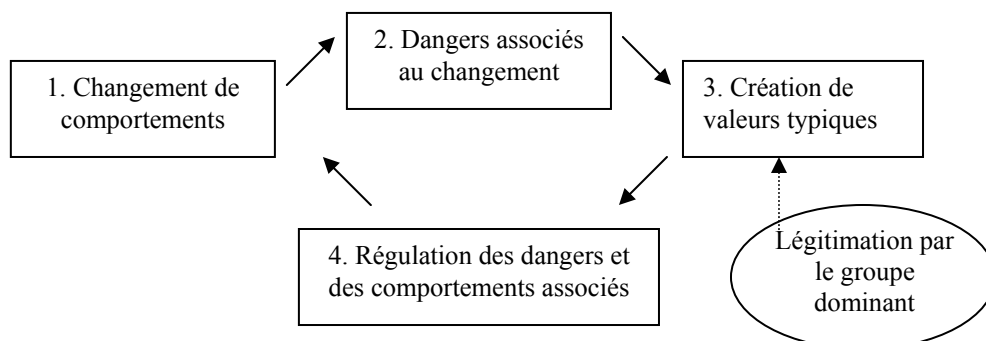 2. Dangers associés
au changement
1. Changement de
comportements
3. Création de
valeurs typiques
4. Régulation des dangers et
des comportements associés
Légitimation par
le groupe
dominant